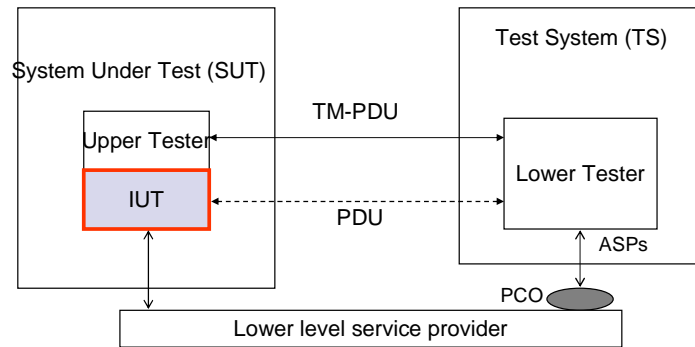 System Under Test (SUT)
Test System (TS)
TM-PDU
Upper Tester
Lower Tester
IUT
PDU
ASPs
PCO
Lower level service provider